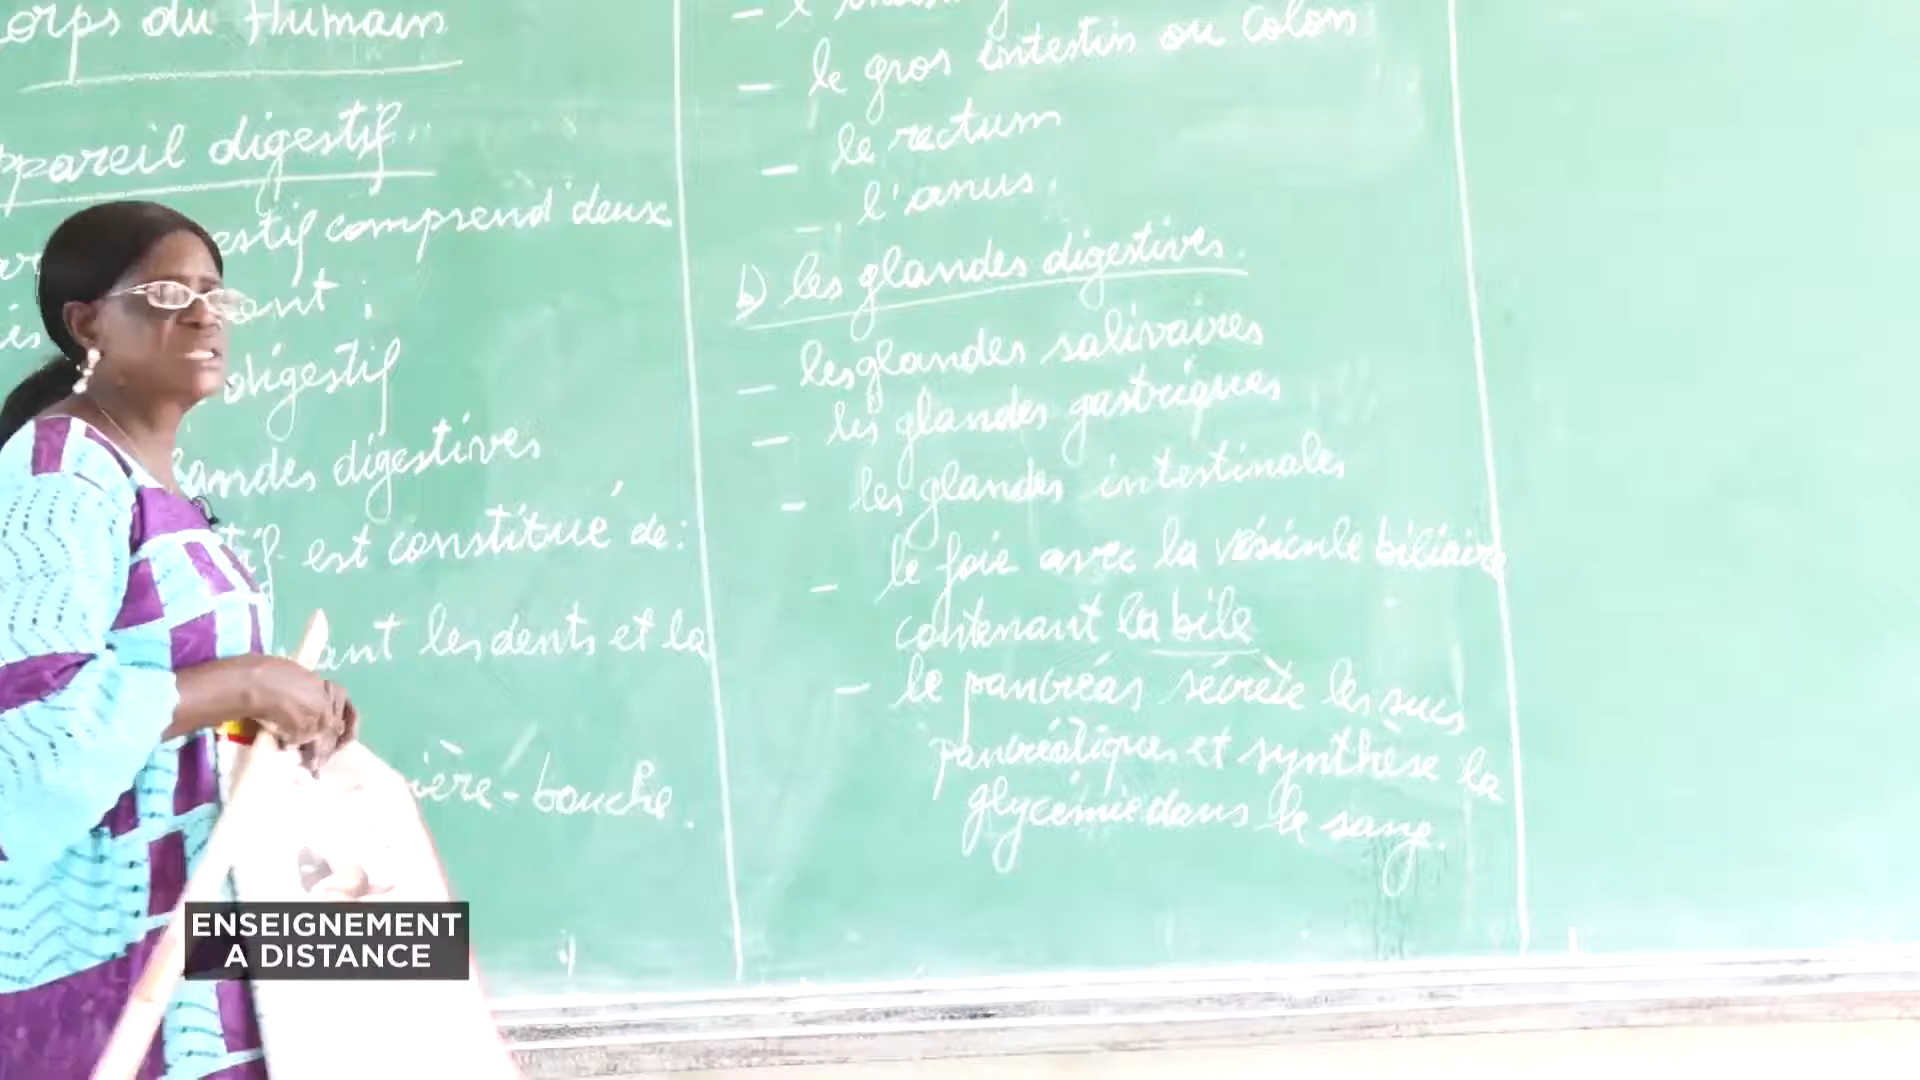 orps du Humain
ppareil digestif.
estif comprend deux
ant :
digestif
andes digestives
tif est constitué de :
ant les dents et la
ière-bouche.
- le gros intestin ou colon
- le rectum
- l'anus.
b) les glandes digestives.
- les glandes salivaires
- les glandes gastriques
- les glandes intestinales
- le foie avec la vésicule biliaire
contenant la bile
- le pancréas sécrète les sucs
pancréatiques et synthèse la
glycémie dans le sang.
ENSEIGNEMENT
A DISTANCE